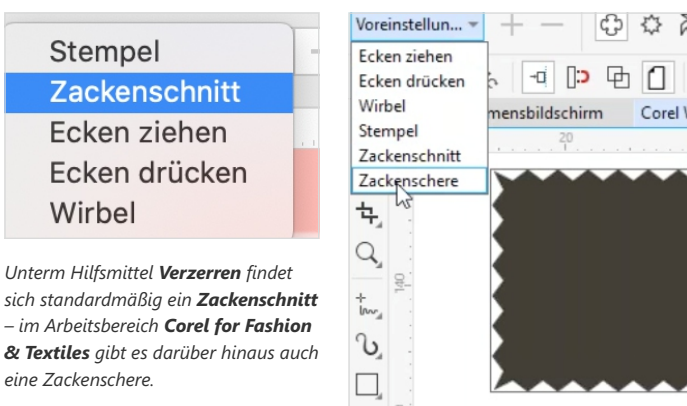 Stempel
Zackenschnitt
Ecken ziehen
Ecken drücken
Wirbel
Unterm Hilfsmittel Verzerren findet
sich standardmäßig ein Zackenschnitt
– im Arbeitsbereich Corel for Fashion
& Textiles gibt es darüber hinaus auch
eine Zackenschere.
Voreinstellun...
Ecken ziehen
Ecken drücken
Wirbel
Stempel
Zackenschnitt
Zackenschere
mensbildschirm Corel
20
140